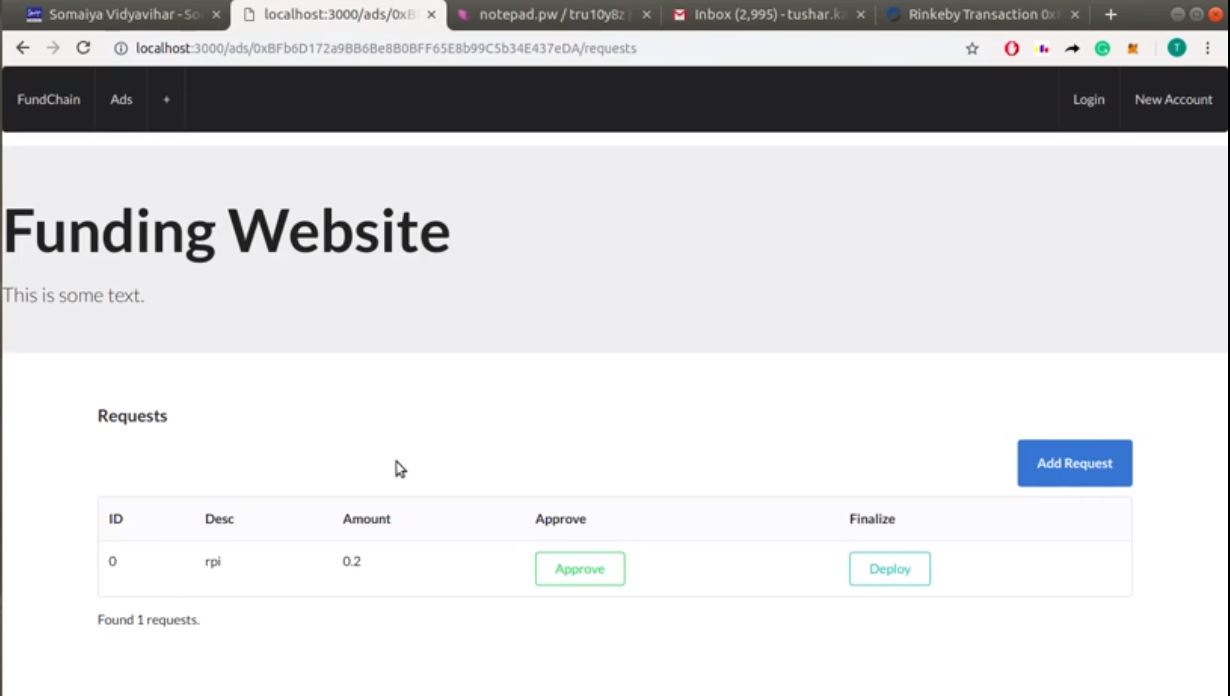 Somaiya Vidyavihar - So
localhost:3000/ads/0xB
notepad.pw / tru10y8z
Inbox (2,995) - tushar.k
Rinkeby Transaction 0x
localhost:3000/ads/0xBFb6D172a9BB6Be8B0BFF65E8b99C5b34E437eDA/requests
T
FundChain Ads + Login New Account
Funding Website
This is some text.
Requests
Add Request
ID Desc Amount Approve Finalize
0 rpi 0.2 Approve Deploy
Found 1 requests.